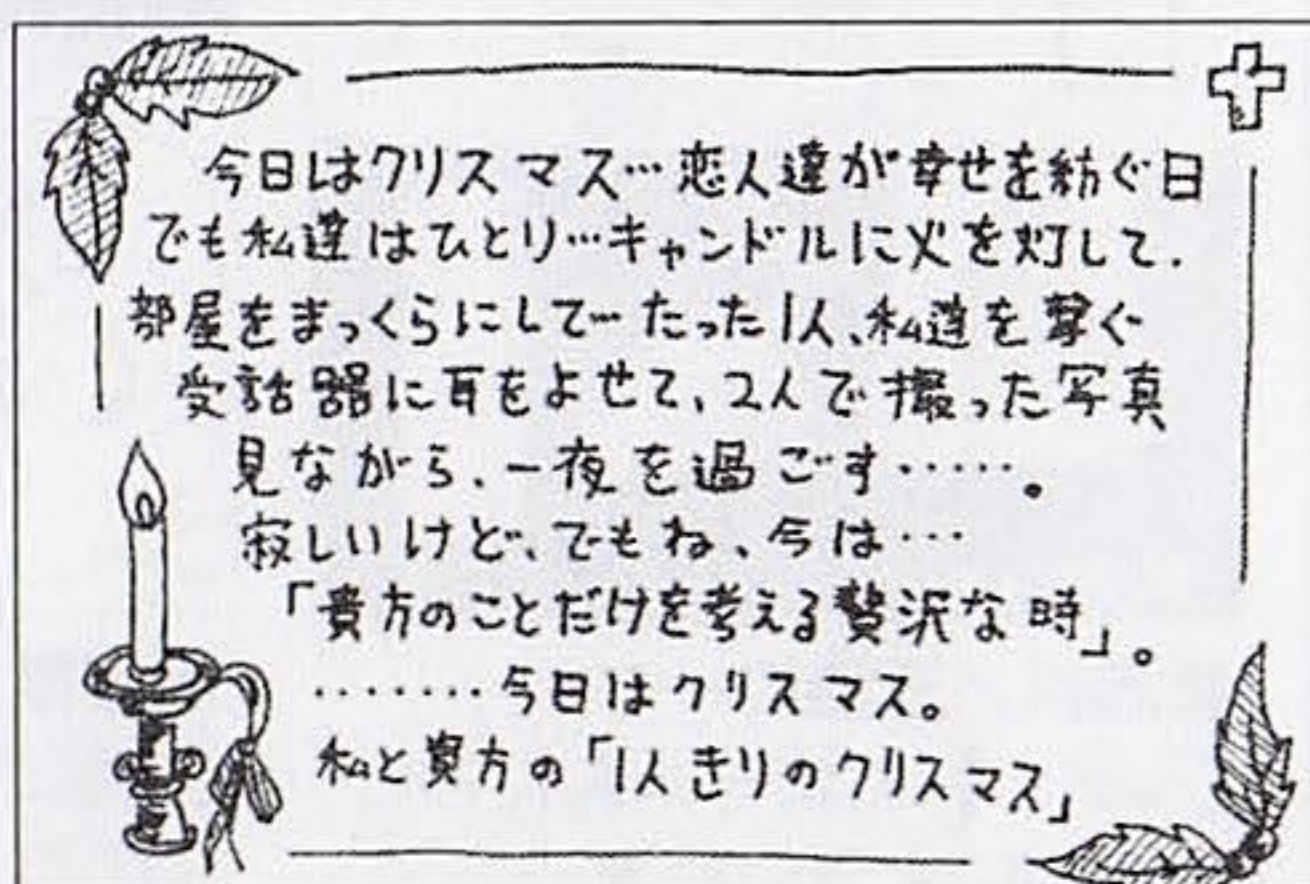 今日はクリスマス…恋人達が幸せを紡ぐ日
でも私達はひとり…キャンドルに火を灯して.
部屋をまっくらにして…たった1人、私達を繋ぐ
受話器に耳をよせて、2人で撮った写真
見ながら、一夜を過ごす……。
寂しいけど、でもね、今は…
「貴方のことだけを考える贅沢な時」。
……‥今日はクリスマス。
私と貴方の「1人きりのクリスマス」